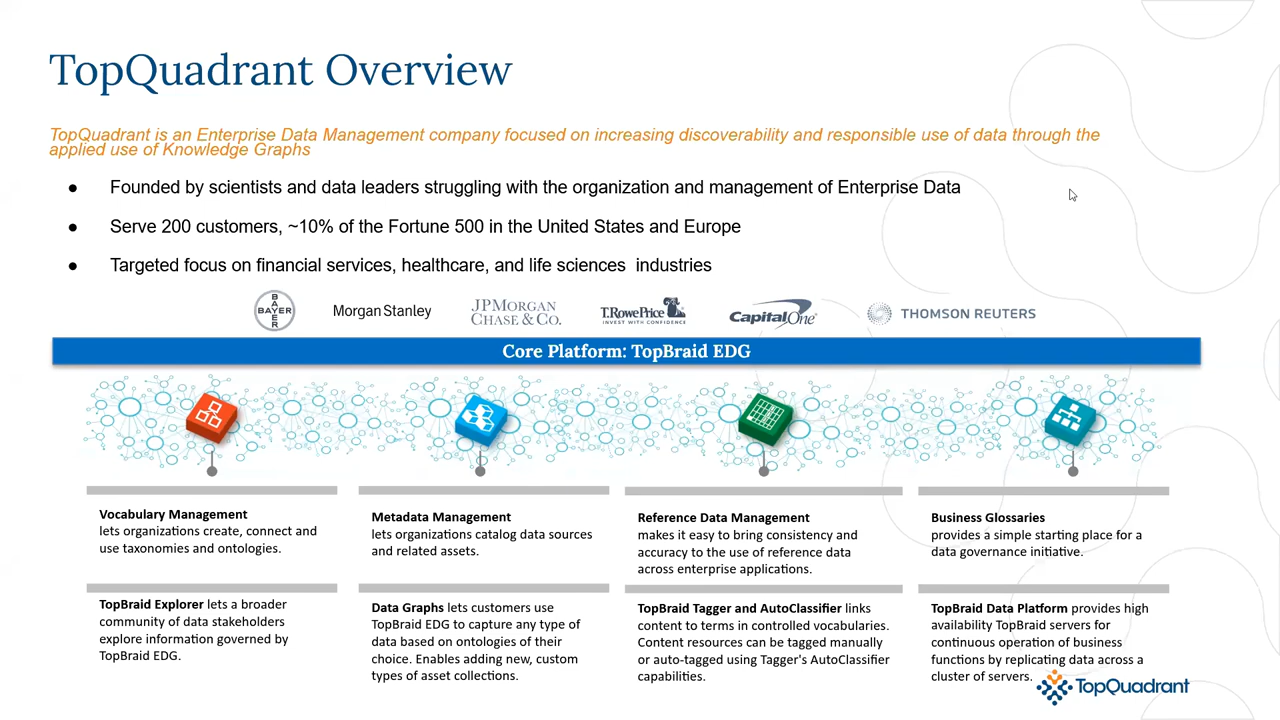 TopQuadrant Overview
TopQuadrant is an Enterprise Data Management company focused on increasing discoverability and responsible use of data through the
applied use of Knowledge Graphs
● Founded by scientists and data leaders struggling with the organization and management of Enterprise Data
● Serve 200 customers, ~10% of the Fortune 500 in the United States and Europe
● Targeted focus on financial services, healthcare, and life sciences industries
BAYER
BAYER
Morgan Stanley
JPMORGAN
CHASE & CO.
T.RowePrice
INVEST WITH CONFIDENCE
CapitalOne
THOMSON REUTERS
Core Platform: TopBraid EDG
Vocabulary Management
lets organizations create, connect and
use taxonomies and ontologies.
Metadata Management
lets organizations catalog data sources
and related assets.
Reference Data Management
makes it easy to bring consistency and
accuracy to the use of reference data
across enterprise applications.
Business Glossaries
provides a simple starting place for a
data governance initiative.
TopBraid Explorer lets a broader
community of data stakeholders
explore information governed by
TopBraid EDG.
Data Graphs lets customers use
TopBraid EDG to capture any type of
data based on ontologies of their
choice. Enables adding new, custom
types of asset collections.
TopBraid Tagger and AutoClassifier links
content to terms in controlled vocabularies.
Content resources can be tagged manually
or auto-tagged using Tagger's AutoClassifier
capabilities.
TopBraid Data Platform provides high
availability TopBraid servers for
continuous operation of business
functions by replicating data across a
cluster of servers.
TopQuadrant